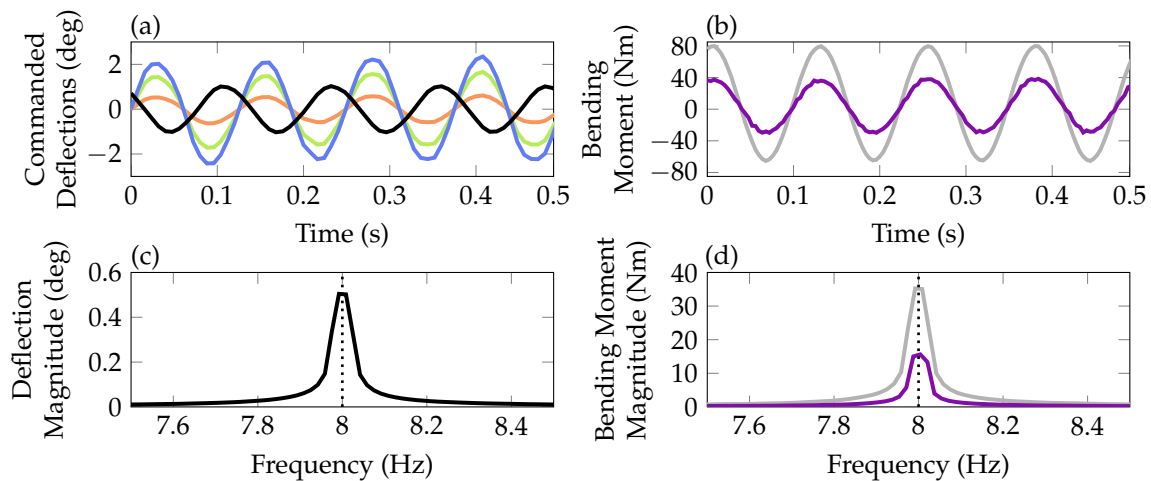 (a)
Commanded
Deflections (deg)
2
0
−2
0
0.1
0.2
0.3
0.4
0.5
Time (s)
(b)
Bending
Moment (Nm)
80
40
0
−40
−80
0
0.1
0.2
0.3
0.4
0.5
Time (s)
(c)
Deflection
Magnitude (deg)
0.6
0.4
0.2
0
7.6
7.8
8
8.2
8.4
Frequency (Hz)
(d)
Bending Moment
Magnitude (Nm)
40
30
20
10
0
7.6
7.8
8
8.2
8.4
Frequency (Hz)